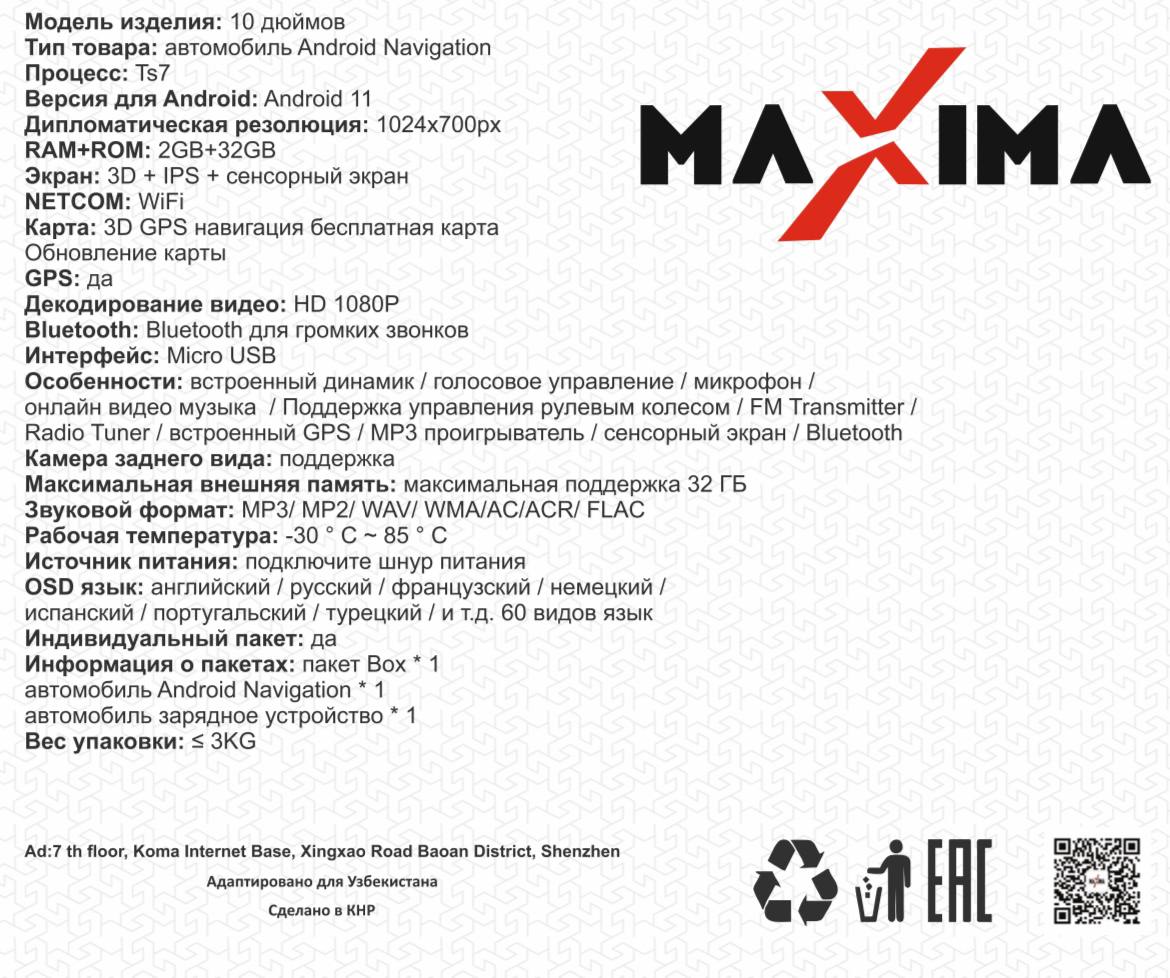 Модель изделия: 10 дюймов
Тип товара: автомобиль Android Navigation
Процесс: Ts7
Версия для Android: Android 11
Дипломатическая резолюция: 1024x700px
RAM+ROM: 2GB+32GB
Экран: 3D + IPS + сенсорный экран
NETCOM: WiFi
Карта: 3D GPS навигация бесплатная карта
Обновление карты
GPS: да
Декодирование видео: HD 1080P
Bluetooth: Bluetooth для громких звонков
Интерфейс: Micro USB
Особенности: встроенный динамик / голосовое управление / микрофон /
онлайн видео музыка / Поддержка управления рулевым колесом / FM Transmitter /
Radio Tuner / встроенный GPS / MP3 проигрыватель / сенсорный экран / Bluetooth
Камера заднего вида: поддержка
Максимальная внешняя память: максимальная поддержка 32 ГБ
Звуковой формат: MP3/ MP2/ WAV/ WMA/AC/ACR/ FLAC
Рабочая температура: -30 ° C ~ 85 ° C
Источник питания: подключите шнур питания
OSD язык: английский / русский / французский / немецкий /
испанский / португальский / турецкий / и т.д. 60 видов язык
Индивидуальный пакет: да
Информация о пакетах: пакет Box * 1
автомобиль Android Navigation * 1
автомобиль зарядное устройство * 1
Вес упаковки: ≤ 3KG
MAXIMA
Ad:7 th floor, Koma Internet Base, Xingxao Road Baoan District, Shenzhen
Адаптировано для Узбекистана
Сделано в КНР
EAC